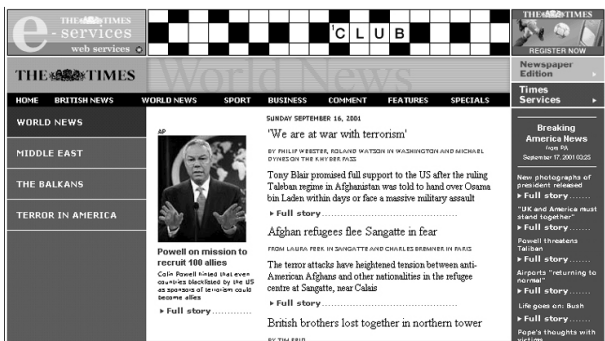 THE TIMES
e-services
web services
1 C L U B
THE TIMES
REGISTER NOW
THE TIMES
World News
Newspaper
Edition
HOME BRITISH NEWS WORLD NEWS SPORT BUSINESS COMMENT FEATURES SPECIALS
Times
Services
WORLD NEWS
MIDDLE EAST
THE BALKANS
TERROR IN AMERICA
AP
Powell on mission to
recruit 100 allies
Colin Powell hinted that even
countries blacklisted by the US
as sponsors of terrorism could
become allies
Full story.............
SUNDAY SEPTEMBER 16, 2001
'We are at war with terrorism'
BY PHILIP WEBSTER, ROLAND WATSON IN WASHINGTON AND MICHAEL
DYNES ON THE KHYBER PASS
Tony Blair promised full support to the US after the ruling
Taleban regime in Afghanistan was told to hand over Osama
bin Laden within days or face a massive military assault
Full story..................................
Afghan refugees flee Sangatte in fear
FROM LAURA PEEK IN SANGATTE AND CHARLES BREMNER IN PARIS
The terror attacks have heightened tension between anti-
American Afghans and other nationalities in the refugee
centre at Sangatte, near Calais
Full story..................................
British brothers lost together in northern tower
BY TIM REID
Breaking
America News
from PA
September 17, 2001 03:25
New photographs of
president released
Full story.......
"UK and America must
stand together"
Full story.......
Powell threatens
Taliban
Full story.......
Airports "returning to
normal"
Full story.......
Life goes on: Bush
Full story.......
Pope's thoughts with
victims